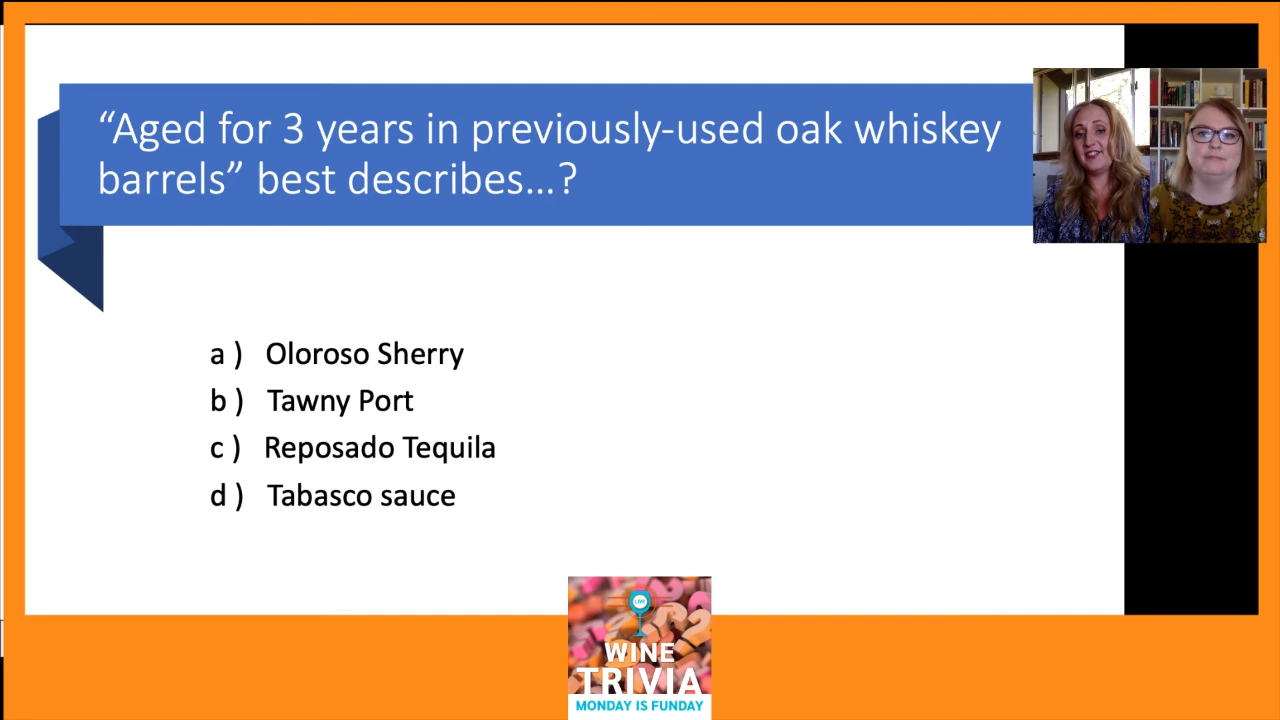 “Aged for 3 years in previously-used oak whiskey
barrels” best describes…?
a ) Oloroso Sherry
b ) Tawny Port
c ) Reposado Tequila
d ) Tabasco sauce
LIVE
WINE
TRIVIA
MONDAY IS FUNDAY